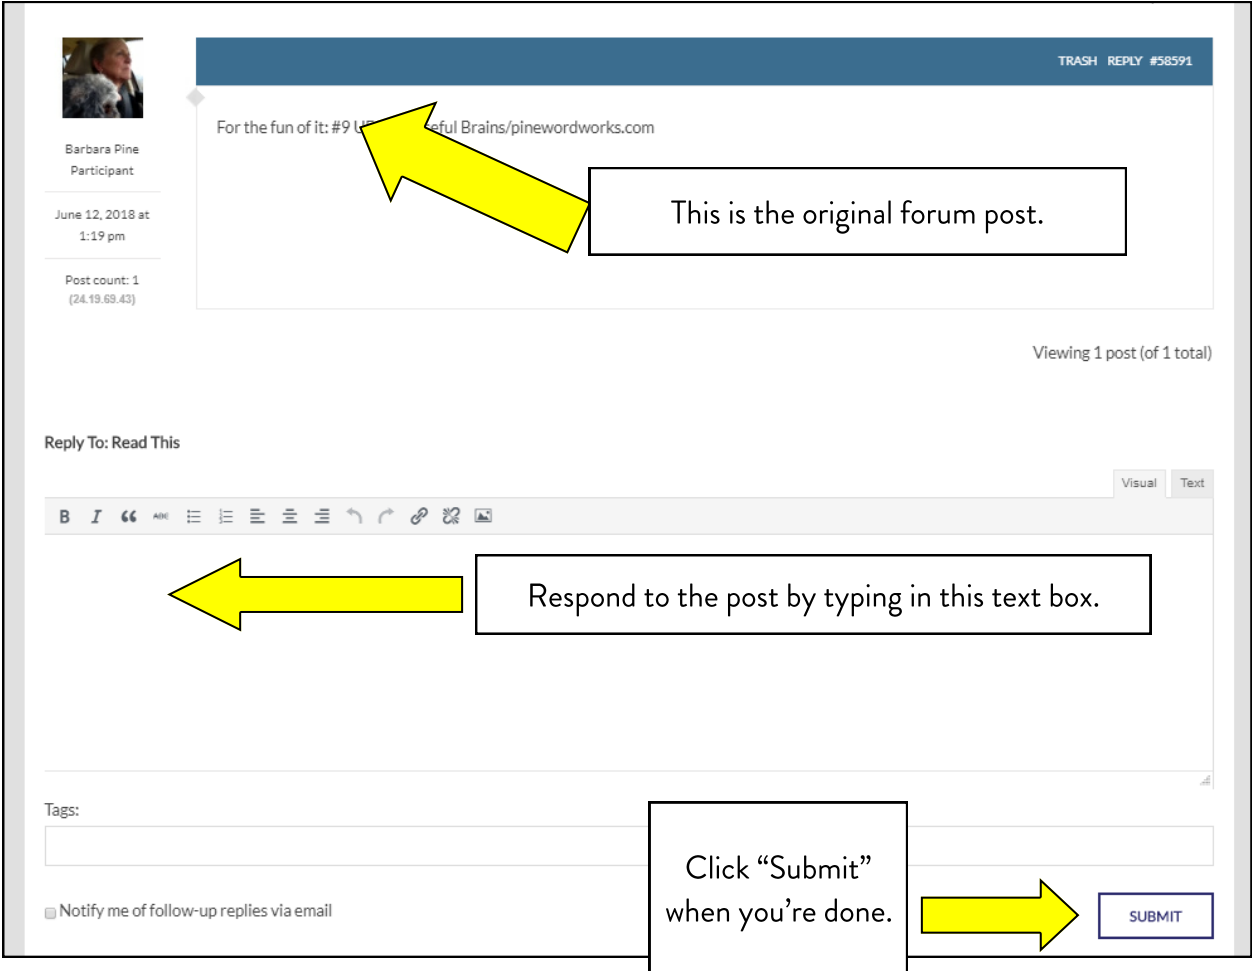 TRASH REPLY #58591
For the fun of it: #9 eful Brains/pinewordworks.com
Barbara Pine
Participant
June 12, 2018 at
1:19 pm
Post count: 1
(24.19.69.43)
This is the original forum post.
Viewing 1 post (of 1 total)
Reply To: Read This
Visual Text
B I “ ABC
Respond to the post by typing in this text box.
Tags:
Click “Submit”
when you’re done.
Notify me of follow-up replies via email
SUBMIT